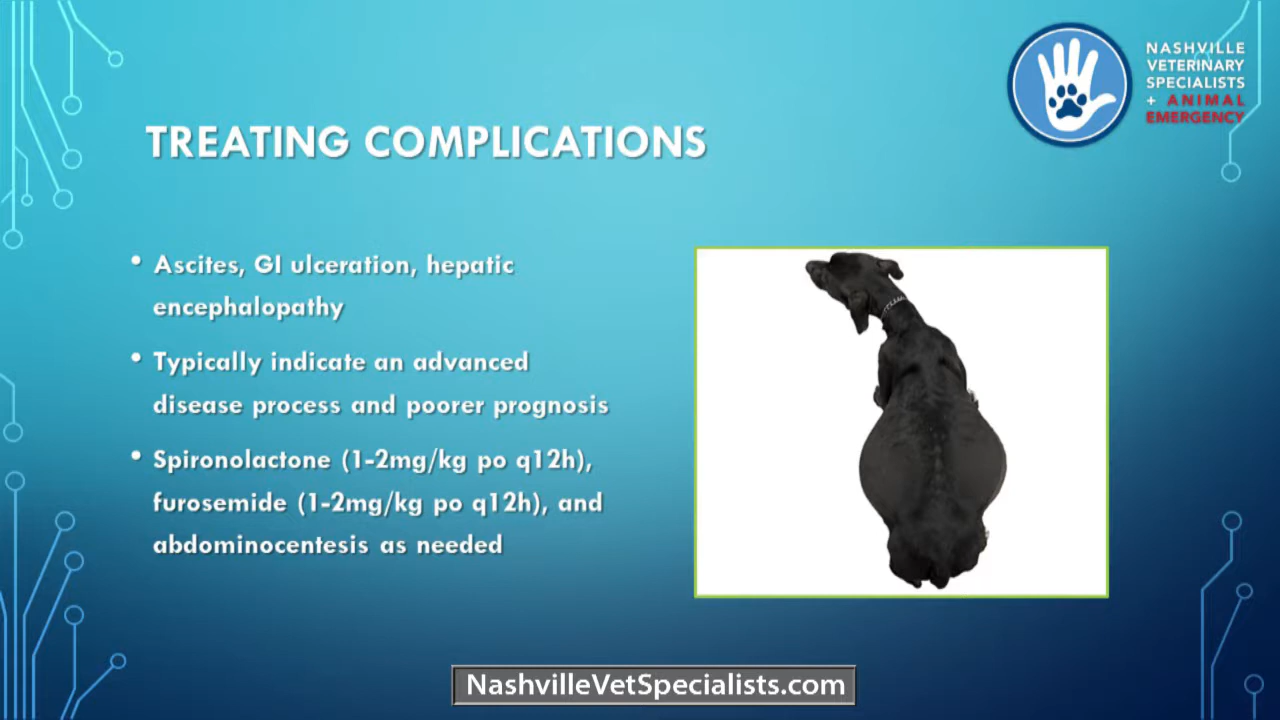 NASHVILLE
VETERINARY
SPECIALISTS
+ ANIMAL
EMERGENCY
TREATING COMPLICATIONS
• Ascites, GI ulceration, hepatic
encephalopathy
• Typically indicate an advanced
disease process and poorer prognosis
• Spironolactone (1-2mg/kg po q12h),
furosemide (1-2mg/kg po q12h), and
abdominocentesis as needed
NashvilleVetSpecialists.com